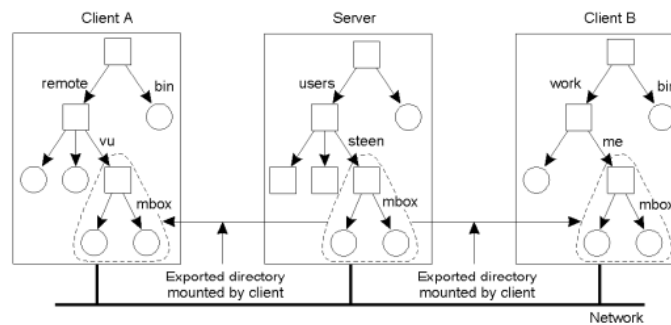 Client A
Server
Client B
remote
bin
users
work
bin
vu
steen
me
mbox
mbox
mbox
Exported directory
mounted by client
Exported directory
mounted by client
Network